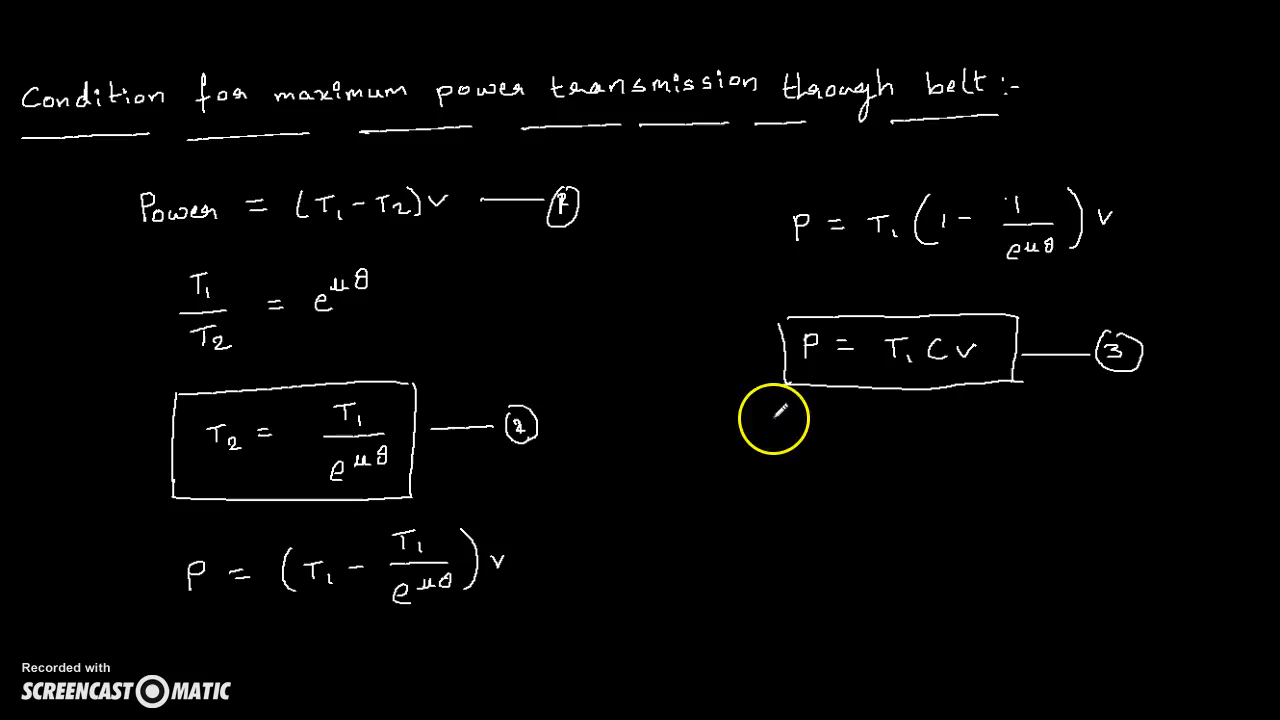 Condition for maximum power transmission through belt:-
Power = (T₁ - T₂) v —— 1
T₁/T₂ = e^μθ
T₂ = T₁/e^μθ —— 2
P = (T₁ - T₁/e^μθ) v
P = T₁ (1 - 1/e^μθ) v
P = T₁ C v —— 3
Recorded with
SCREENCAST-O-MATIC